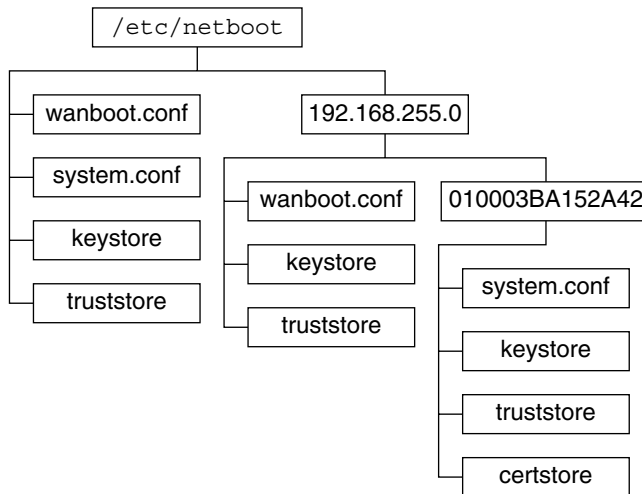 /etc/netboot
wanboot.conf
system.conf
keystore
truststore
192.168.255.0
wanboot.conf
keystore
truststore
010003BA152A42
system.conf
keystore
truststore
certstore